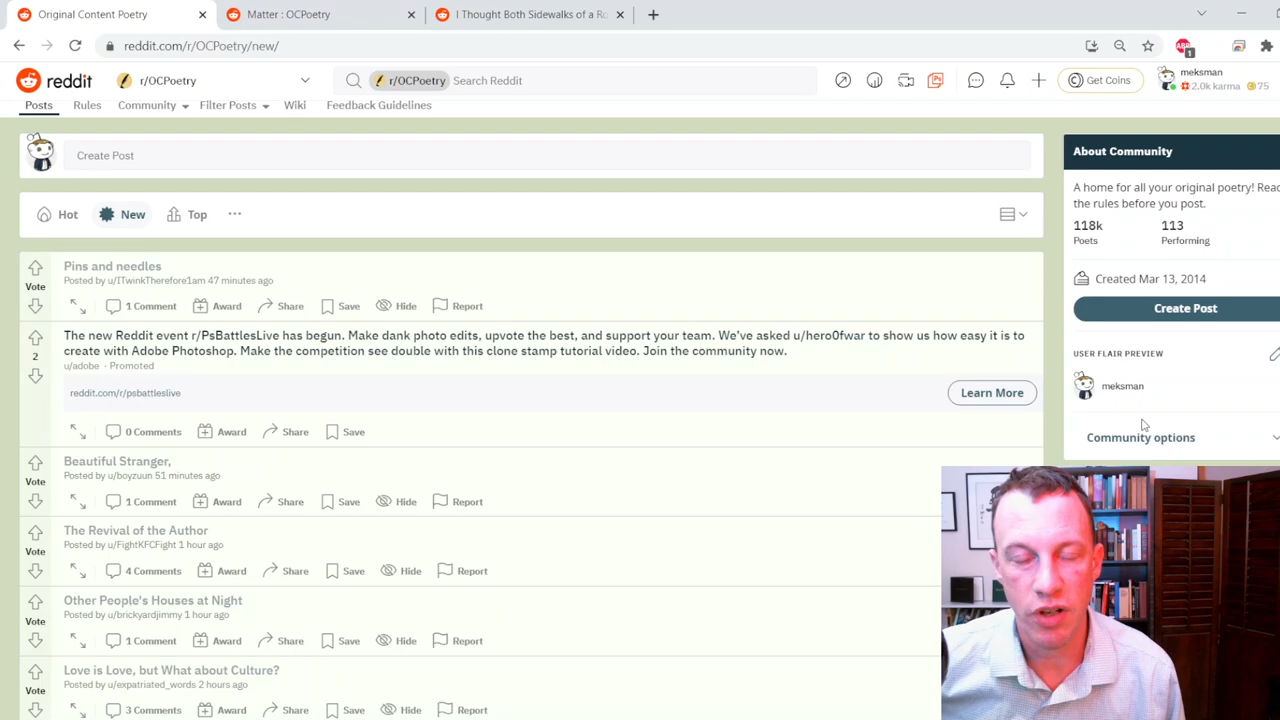 Original Content Poetry
Matter : OCPoetry
I Thought Both Sidewalks of a Ro
reddit.com/r/OCPoetry/new/
ABP
1
reddit
r/OCPoetry
r/OCPoetry Search Reddit
Get Coins
meksman
2.0k karma 75
Posts Rules Community Filter Posts Wiki Feedback Guidelines
Create Post
Hot New Top
Pins and needles
Posted by u/ITwinkTherefore1am 47 minutes ago
Vote
1 Comment Award Share Save Hide Report
The new Reddit event r/PsBattlesLive has begun. Make dank photo edits, upvote the best, and support your team. We've asked u/hero0fwar to show us how easy it is to
create with Adobe Photoshop. Make the competition see double with this clone stamp tutorial video. Join the community now.
2
u/adobe · Promoted
reddit.com/r/psbattleslive
Learn More
0 Comments Award Share Save
Beautiful Stranger,
Posted by u/boyzuun 51 minutes ago
Vote
1 Comment Award Share Save Hide Report
The Revival of the Author
Posted by u/FightKFCFight 1 hour ago
Vote
4 Comments Award Share Save Hide Report
Other People's Houses at Night
Posted by u/brickyardjimmy 1 hour ago
Vote
1 Comment Award Share Save Hide Report
Love is Love, but What about Culture?
Posted by u/expatriated_words 2 hours ago
Vote
3 Comments Award Share Save Hide Report
About Community
A home for all your original poetry! Read
the rules before you post.
118k 113
Poets Performing
Created Mar 13, 2014
Create Post
USER FLAIR PREVIEW
meksman
Community options